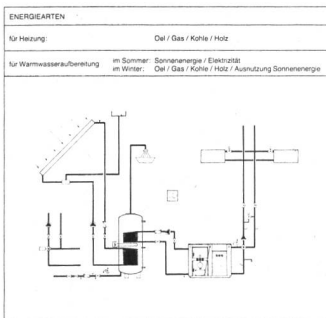 ENERGIEARTEN
für Heizung: Oel / Gas / Kohle / Holz
für Warmwasseraufbereitung
im Sommer: Sonnenenergie / Elektrizität
im Winter: Oel / Gas / Kohle / Holz / Ausnutzung Sonnenenergie